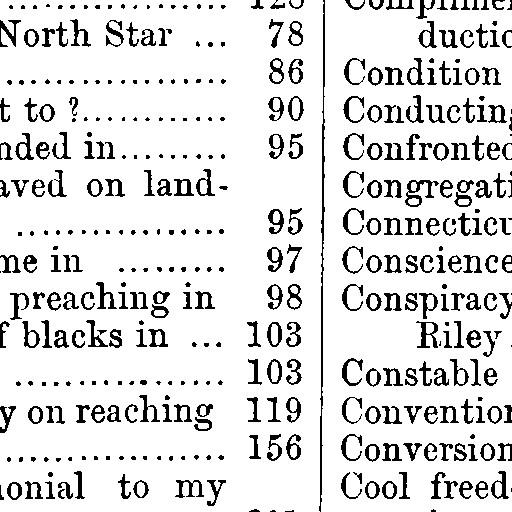 North Star ... 78
.................. 86
t to ?............ 90
nded in......... 95
aved on land-
................ 95
me in ......... 97
preaching in 98
f blacks in ... 103
................ 103
y on reaching 119
.................. 156
nonial to my
ductio
Condition
Conducting
Confronted
Congregati
Connecticu
Conscience
Conspiracy
Riley
Constable
Convention
Conversion
Cool freed